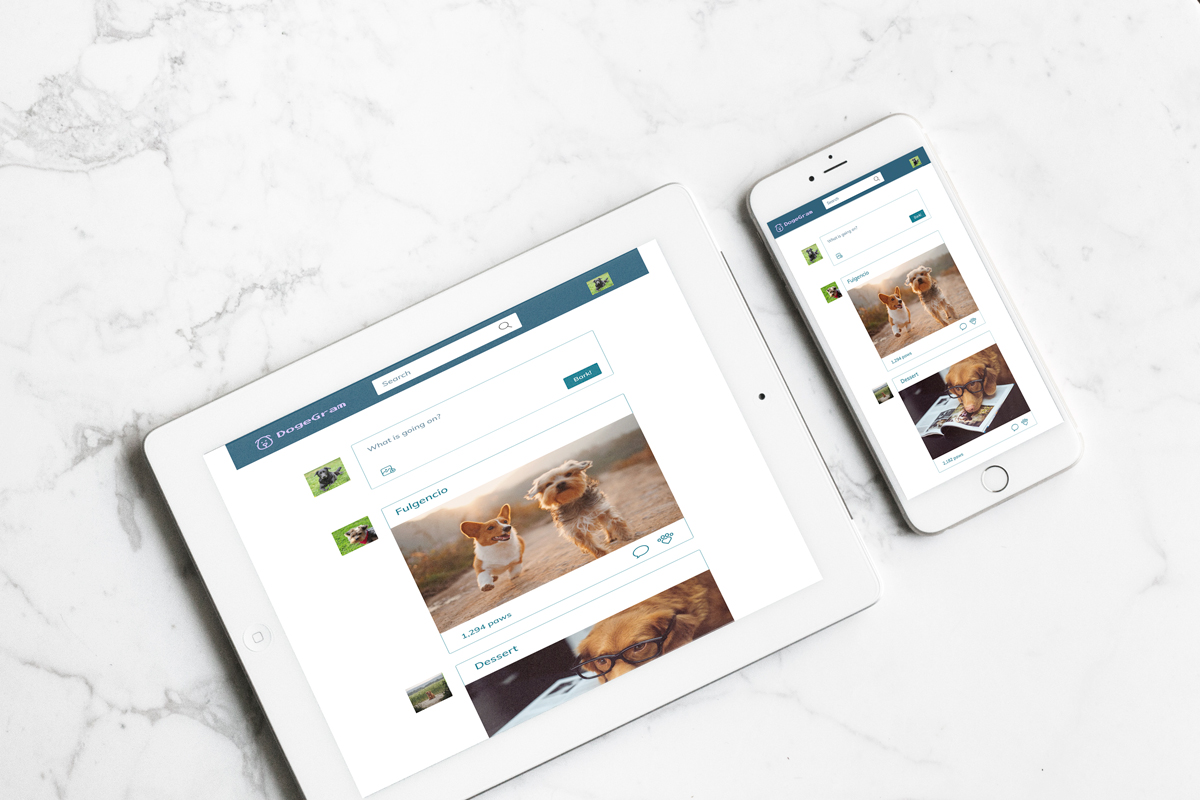 DogeGram
Search
What is going on?
Bark!
Fulgencio
1.294 paws
Dessert
DogeGram
Search
What is going on?
Bark!
Fulgencio
1.294 paws
Dessert
2.182 paws